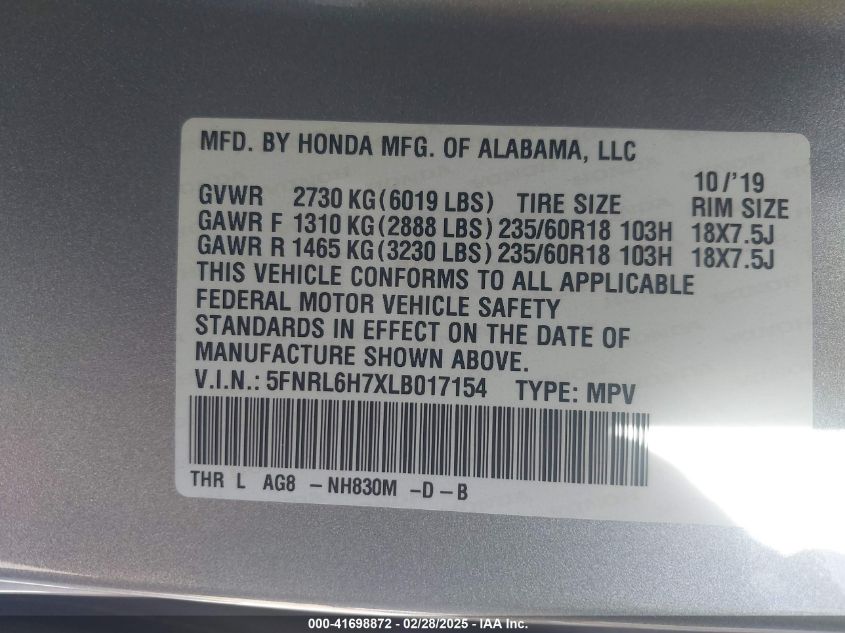 MFD. BY HONDA MFG. OF ALABAMA, LLC
10/'19
GVWR 2730 KG(6019 LBS) TIRE SIZE RIM SIZE
GAWR F 1310 KG(2888 LBS) 235/60R18 103H 18X7.5J
GAWR R 1465 KG(3230 LBS) 235/60R18 103H 18X7.5J
THIS VEHICLE CONFORMS TO ALL APPLICABLE
FEDERAL MOTOR VEHICLE SAFETY
STANDARDS IN EFFECT ON THE DATE OF
MANUFACTURE SHOWN ABOVE.
V.I.N.: 5FNRL6H7XLB017154 TYPE: MPV
THR L AG8 -NH830M -D-B
000-41698872 - 02/28/2025 - IAA Inc.